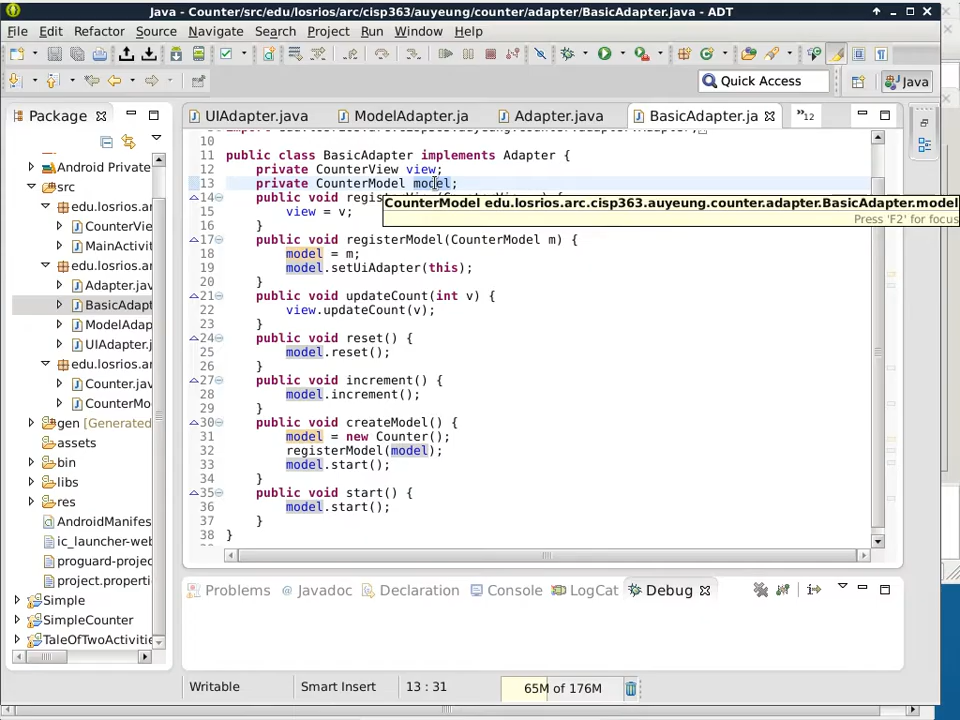 Java - Counter/src/edu/losrios/arc/cisp363/auyeung/counter/adapter/BasicAdapter.java - ADT
File Edit Refactor Source Navigate Search Project Run Window Help
Quick Access
Java
Package
UIAdapter.java ModelAdapter.ja Adapter.java BasicAdapter.ja »12
Android Private
src
edu.losrios.ar
CounterVie
MainActivit
edu.losrios.ar
Adapter.jav
BasicAdapt
ModelAdap
UIAdapter.j
edu.losrios.ar
Counter.jav
CounterMo
gen [Generated
assets
bin
libs
res
AndroidManifes
ic_launcher-web
proguard-projec
project.properti
Simple
SimpleCounter
TaleOfTwoActivitie
10
11 public class BasicAdapter implements Adapter {
12 private CounterView view;
13 private CounterModel model;
14 public void
CounterModel edu.losrios.arc.cisp363.auyeung.counter.adapter.BasicAdapter.model
Press 'F2' for focus
15 view = v;
16 }
17 public void registerModel(CounterModel m) {
18 model = m;
19 model.setUiAdapter(this);
20 }
21 public void updateCount(int v) {
22 view.updateCount(v);
23 }
24 public void reset() {
25 model.reset();
26 }
27 public void increment() {
28 model.increment();
29 }
30 public void createModel() {
31 model = new Counter();
32 registerModel(model);
33 model.start();
34 }
35 public void start() {
36 model.start();
37 }
38 }
Problems @ Javadoc Declaration Console LogCat Debug
Writable Smart Insert 13 : 31 65M of 176M